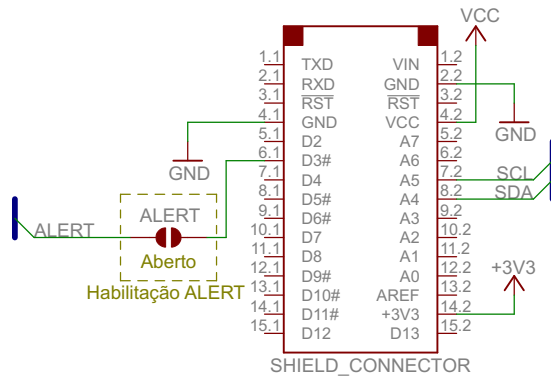 VCC
1.1 TXD VIN 1.2
2.1 RXD GND 2.2
3.1 RST RST 3.2
4.1 GND VCC 4.2
5.1 D2 A7 5.2
6.1 D3# A6 6.2
7.1 D4 A5 7.2 SCL
8.1 D5# A4 8.2 SDA
9.1 D6# A3 9.2
10.1 D7 A2 10.2
11.1 D8 A1 11.2
12.1 D9# A0 12.2
13.1 D10# AREF 13.2
14.1 D11# +3V3 14.2
15.1 D12 D13 15.2
GND
GND
ALERT
ALERT
Aberto
Habilitação ALERT
+3V3
SHIELD_CONNECTOR